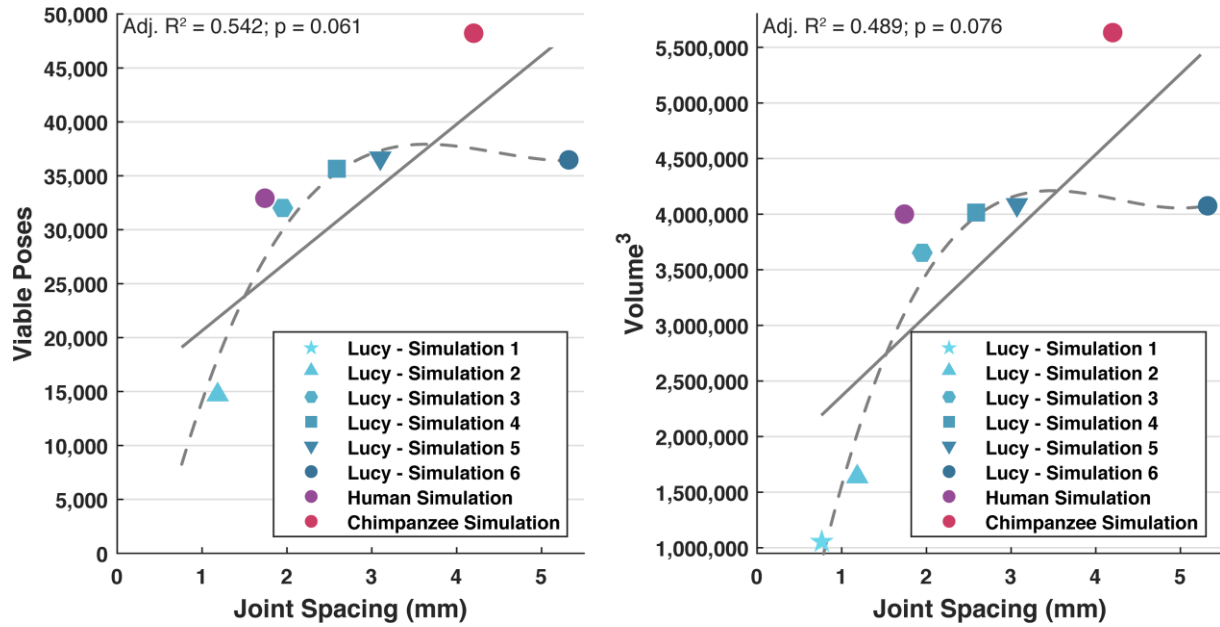 Adj. R² = 0.542; p = 0.061
50,000
45,000
40,000
35,000
30,000
25,000
20,000
15,000
10,000
5,000
0
Viable Poses
Lucy - Simulation 1
Lucy - Simulation 2
Lucy - Simulation 3
Lucy - Simulation 4
Lucy - Simulation 5
Lucy - Simulation 6
Human Simulation
Chimpanzee Simulation
0 1 2 3 4 5
Joint Spacing (mm)
Adj. R² = 0.489; p = 0.076
5,500,000
5,000,000
4,500,000
4,000,000
3,500,000
3,000,000
2,500,000
2,000,000
1,500,000
1,000,000
Volume³
Lucy - Simulation 1
Lucy - Simulation 2
Lucy - Simulation 3
Lucy - Simulation 4
Lucy - Simulation 5
Lucy - Simulation 6
Human Simulation
Chimpanzee Simulation
0 1 2 3 4 5
Joint Spacing (mm)